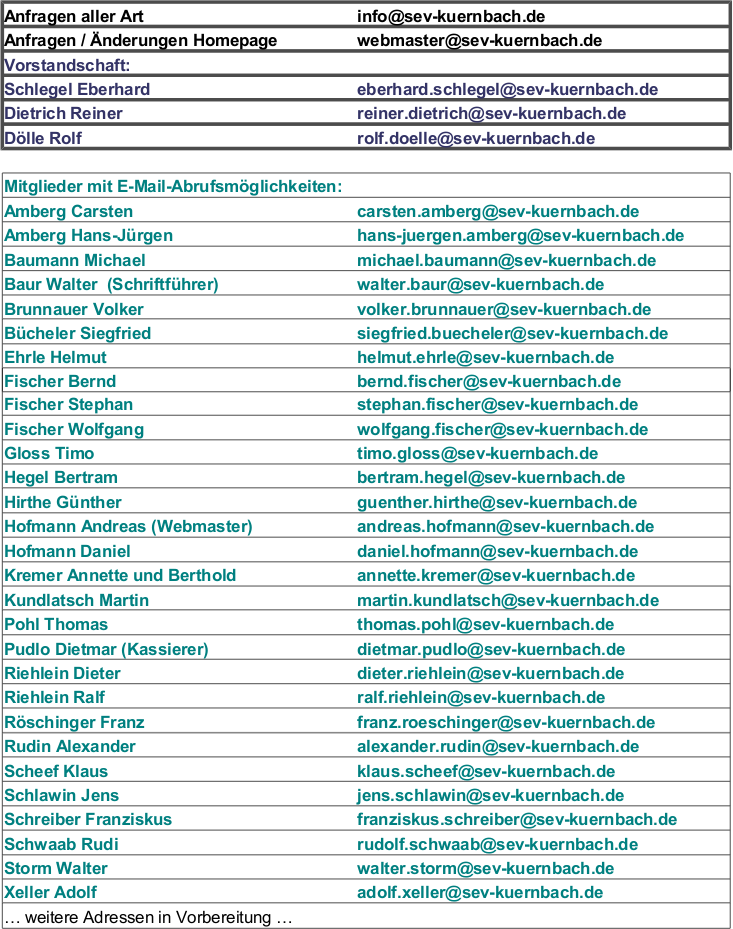 Anfragen aller Art info@sev-kuernbach.de
Anfragen / Änderungen Homepage webmaster@sev-kuernbach.de
Vorstandschaft:
Schlegel Eberhard eberhard.schlegel@sev-kuernbach.de
Dietrich Reiner reiner.dietrich@sev-kuernbach.de
Dölle Rolf rolf.doelle@sev-kuernbach.de
Mitglieder mit E-Mail-Abrufsmöglichkeiten:
Amberg Carsten carsten.amberg@sev-kuernbach.de
Amberg Hans-Jürgen hans-juergen.amberg@sev-kuernbach.de
Baumann Michael michael.baumann@sev-kuernbach.de
Baur Walter (Schriftführer) walter.baur@sev-kuernbach.de
Brunnauer Volker volker.brunnauer@sev-kuernbach.de
Bücheler Siegfried siegfried.buecheler@sev-kuernbach.de
Ehrle Helmut helmut.ehrle@sev-kuernbach.de
Fischer Bernd bernd.fischer@sev-kuernbach.de
Fischer Stephan stephan.fischer@sev-kuernbach.de
Fischer Wolfgang wolfgang.fischer@sev-kuernbach.de
Gloss Timo timo.gloss@sev-kuernbach.de
Hegel Bertram bertram.hegel@sev-kuernbach.de
Hirthe Günther guenther.hirthe@sev-kuernbach.de
Hofmann Andreas (Webmaster) andreas.hofmann@sev-kuernbach.de
Hofmann Daniel daniel.hofmann@sev-kuernbach.de
Kremer Annette und Berthold annette.kremer@sev-kuernbach.de
Kundlatsch Martin martin.kundlatsch@sev-kuernbach.de
Pohl Thomas thomas.pohl@sev-kuernbach.de
Pudlo Dietmar (Kassierer) dietmar.pudlo@sev-kuernbach.de
Riehlein Dieter dieter.riehlein@sev-kuernbach.de
Riehlein Ralf ralf.riehlein@sev-kuernbach.de
Röschinger Franz franz.roeschinger@sev-kuernbach.de
Rudin Alexander alexander.rudin@sev-kuernbach.de
Scheef Klaus klaus.scheef@sev-kuernbach.de
Schlawin Jens jens.schlawin@sev-kuernbach.de
Schreiber Franziskus franziskus.schreiber@sev-kuernbach.de
Schwaab Rudi rudolf.schwaab@sev-kuernbach.de
Storm Walter walter.storm@sev-kuernbach.de
Xeller Adolf adolf.xeller@sev-kuernbach.de
… weitere Adressen in Vorbereitung …